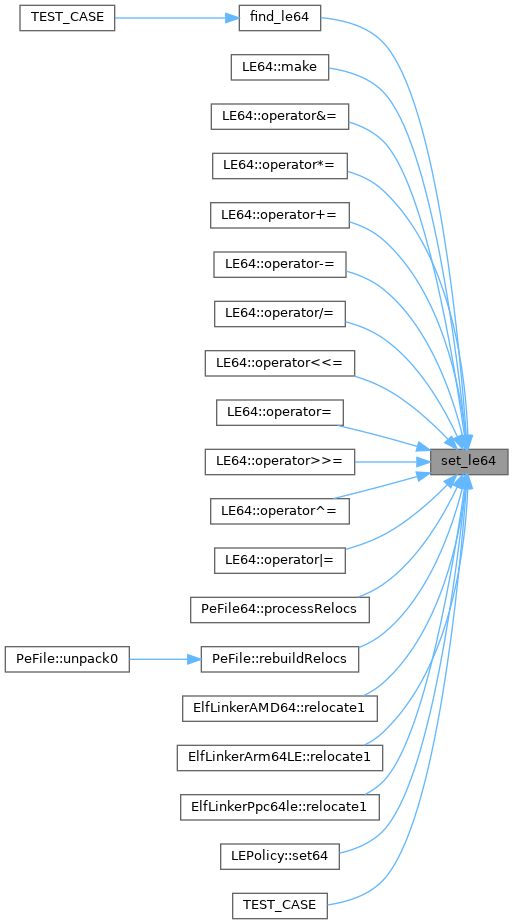 TEST_CASE
find_le64
LE64::make
LE64::operator&=
LE64::operator*=
LE64::operator+=
LE64::operator-=
LE64::operator/=
LE64::operator<<=
LE64::operator=
set_le64
LE64::operator>>=
LE64::operator^=
LE64::operator|=
PeFile64::processRelocs
PeFile::unpack0
PeFile::rebuildRelocs
ElfLinkerAMD64::relocate1
ElfLinkerArm64LE::relocate1
ElfLinkerPpc64le::relocate1
LEPolicy::set64
TEST_CASE